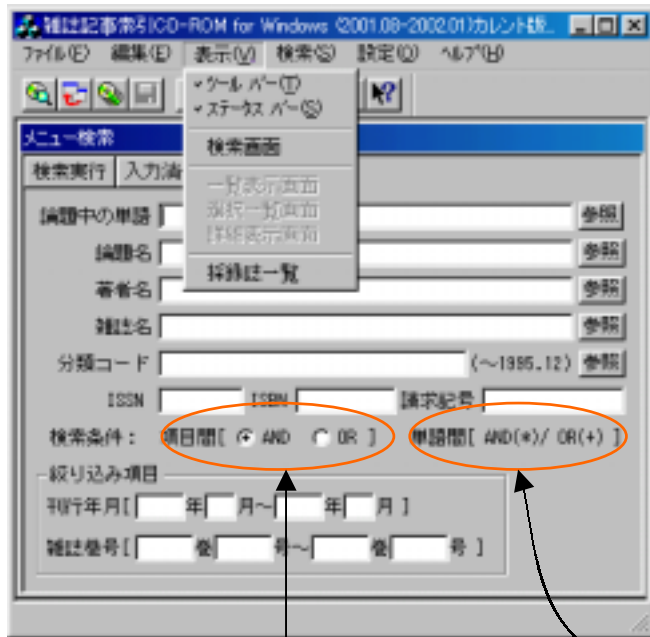 雑誌記事索引CD-ROM for Windows (2001.08-2002.01)カレント版
ファイル(F) 編集(E) 表示(V) 検索(S) 設定(O) ヘルプ(H)
ツール バー(T)
ステータス バー(S)
検索画面
一覧表示画面
選択一覧画面
詳細表示画面
採録誌一覧
メニュー検索
検索実行 入力消
論題中の単語 参照
論題名 参照
著者名 参照
雑誌名 参照
分類コード (~1995.12) 参照
ISSN ISBN 請求記号
検索条件: 項目間[ AND OR ] 単語間[ AND(*)/ OR(+) ]
絞り込み項目
刊行年月[ 年 月~ 年 月 ]
雑誌巻号[ 巻 号~ 巻 号 ]